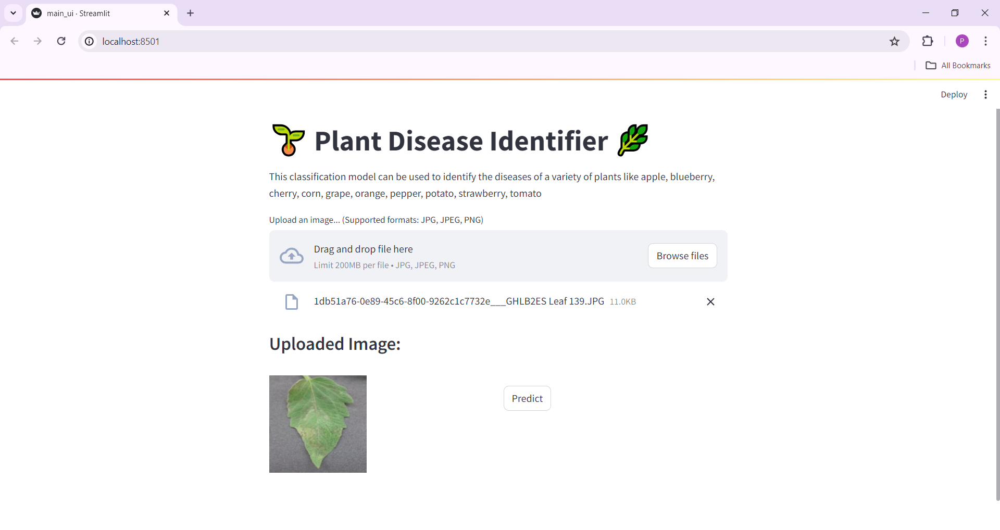 main_ui · Streamlit
localhost:8501
P
All Bookmarks
Deploy
Plant Disease Identifier
This classification model can be used to identify the diseases of a variety of plants like apple, blueberry,
cherry, corn, grape, orange, pepper, potato, strawberry, tomato
Upload an image... (Supported formats: JPG, JPEG, PNG)
Drag and drop file here
Limit 200MB per file • JPG, JPEG, PNG
Browse files
1db51a76-0e89-45c6-8f00-9262c1c7732e___GHLB2ES Leaf 139.JPG 11.0KB
Uploaded Image:
Predict